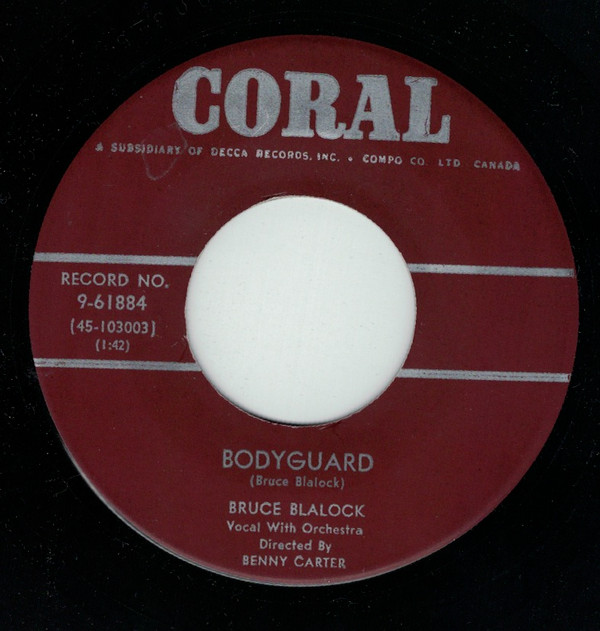 CORAL
A SUBSIDIARY OF DECCA RECORDS, INC. • COMPO CO. LTD CANADA
RECORD NO.
9-61884
(45-103003)
(1:42)
BODYGUARD
(Bruce Blalock)
BRUCE BLALOCK
Vocal With Orchestra
Directed By
BENNY CARTER